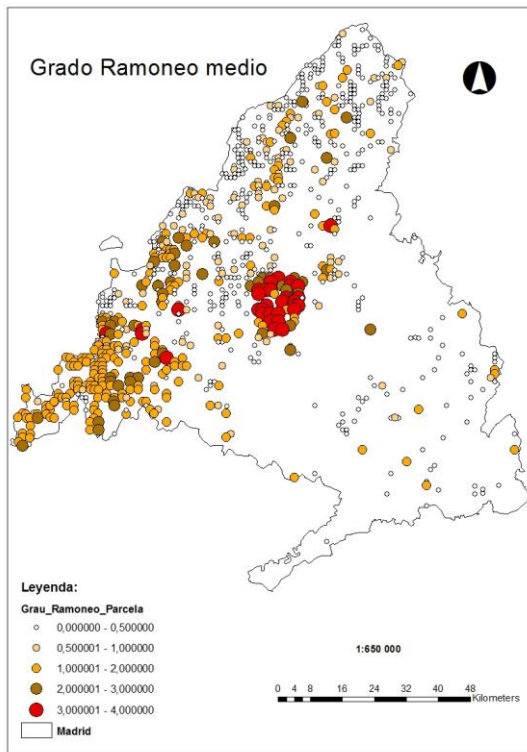 Grado Ramoneo medio
Leyenda:
Grau_Ramoneo_Parcela
0,000000 - 0,500000
0,500001 - 1,000000
1,000001 - 2,000000
2,000001 - 3,000000
3,000001 - 4,000000
Madrid
1:650 000
0 4 8 16 24 32 40 48
Kilometers